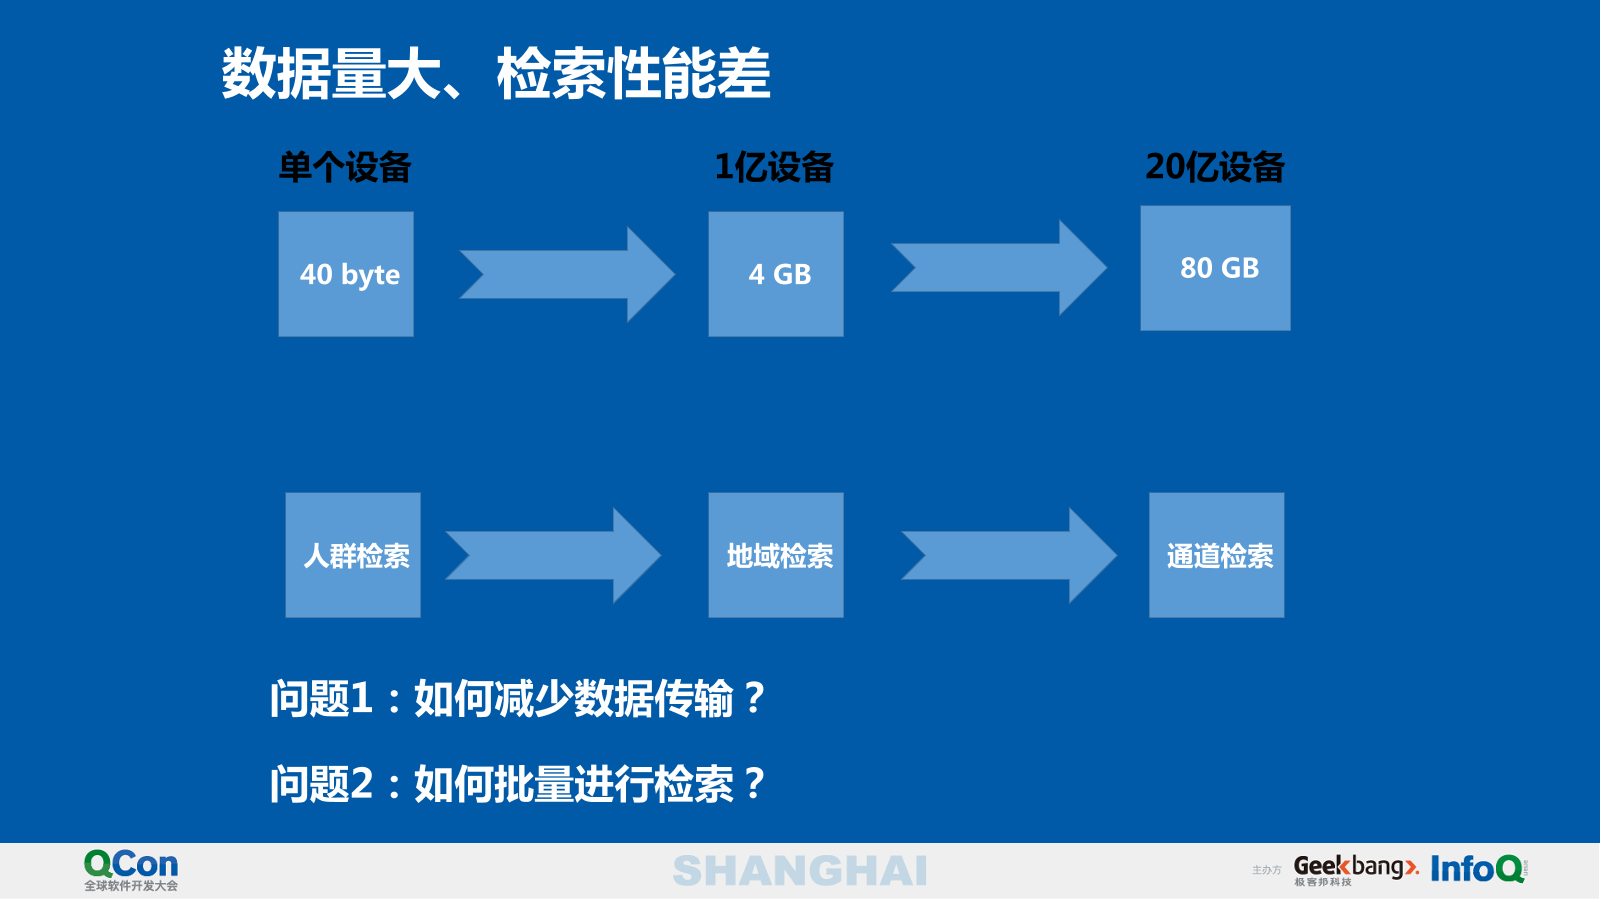 数据量大、检索性能差
单个设备
1亿设备
20亿设备
40 byte
4 GB
80 GB
人群检索
地域检索
通道检索
问题1：如何减少数据传输？
问题2：如何批量进行检索？
QCon
全球软件开发大会
SHANGHAI
主办方
Geekbang>.
极客邦科技
InfoQ